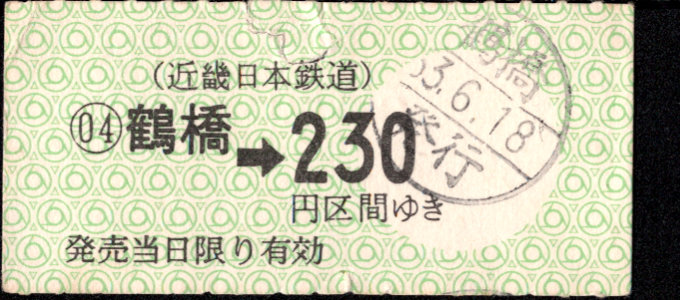 (近畿日本鉄道)
04 鶴橋➡230
円区間ゆき
発売当日限り有効
鶴橋
53.6.18
発行